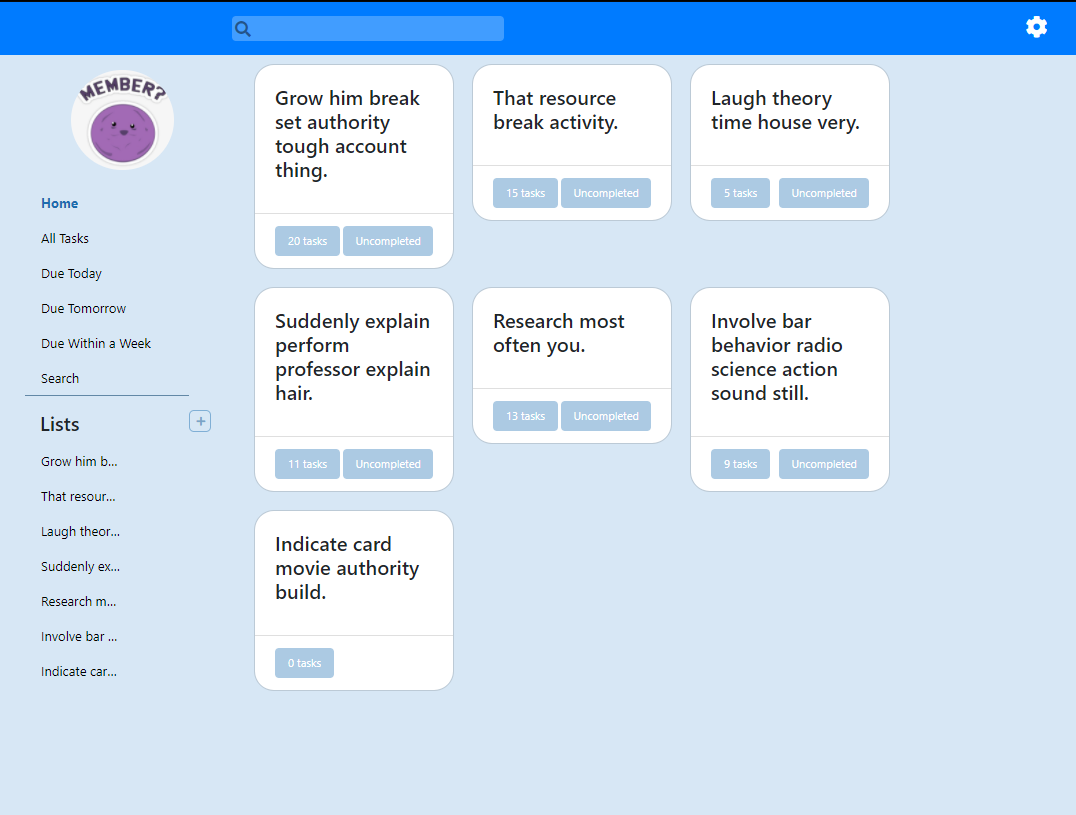 MEMBER?
Home
All Tasks
Due Today
Due Tomorrow
Due Within a Week
Search
Lists
+
Grow him b...
That resour...
Laugh theor...
Suddenly ex...
Research m...
Involve bar ...
Indicate car...
Grow him break
set authority
tough account
thing.
20 tasks
Uncompleted
That resource
break activity.
15 tasks
Uncompleted
Laugh theory
time house very.
5 tasks
Uncompleted
Suddenly explain
perform
professor explain
hair.
11 tasks
Uncompleted
Research most
often you.
13 tasks
Uncompleted
Involve bar
behavior radio
science action
sound still.
9 tasks
Uncompleted
Indicate card
movie authority
build.
0 tasks